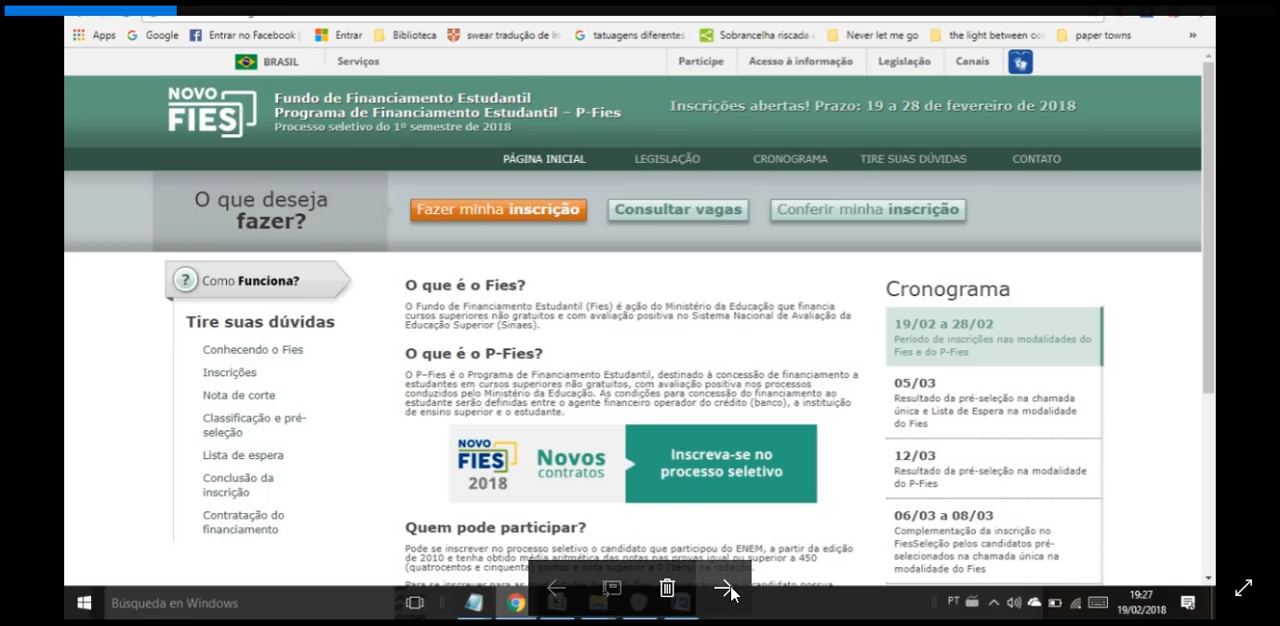 Apps Google Entrar no Facebook Entrar Biblioteca swear tradução de In tatuagens diferentes Sobrancelha riscada Never let me go the light between oc paper towns »
BRASIL Serviços Participe Acesso à informação Legislação Canais
NOVO FIES
Fundo de Financiamento Estudantil
Programa de Financiamento Estudantil – P-Fies
Processo seletivo do 1º semestre de 2018
Inscrições abertas! Prazo: 19 a 28 de fevereiro de 2018
PÁGINA INICIAL LEGISLAÇÃO CRONOGRAMA TIRE SUAS DÚVIDAS CONTATO
O que deseja
fazer?
Fazer minha inscrição Consultar vagas Conferir minha inscrição
? Como Funciona?
Tire suas dúvidas
Conhecendo o Fies
Inscrições
Nota de corte
Classificação e pré-
seleção
Lista de espera
Conclusão da
inscrição
Contratação do
financiamento
O que é o Fies?
O Fundo de Financiamento Estudantil (Fies) é ação do Ministério da Educação que financia
cursos superiores não gratuitos e com avaliação positiva no Sistema Nacional de Avaliação da
Educação Superior (Sinaes).
O que é o P-Fies?
O P-Fies é o Programa de Financiamento Estudantil, destinado à concessão de financiamento a
estudantes em cursos superiores não gratuitos, com avaliação positiva nos processos
conduzidos pelo Ministério da Educação. As condições para concessão do financiamento ao
estudante serão definidas entre o agente financeiro operador do crédito (banco), a instituição
de ensino superior e o estudante.
NOVO
FIES
2018
Novos
contratos
Inscreva-se no
processo seletivo
Quem pode participar?
Pode se inscrever no processo seletivo o candidato que participou do ENEM, a partir da edição
de 2010 e tenha obtido média aritmética das notas nas provas igual ou superior a 450
(quatrocentos e cinquenta) pontos e nota superior a 0 (zero) na redação.
Para se inscrever para as candidato possua
Cronograma
19/02 a 28/02
Período de inscrições nas modalidades do
Fies e do P-Fies
05/03
Resultado da pré-seleção na chamada
única e Lista de Espera na modalidade
do Fies
12/03
Resultado da pré-seleção na modalidade
do P-Fies
06/03 a 08/03
Complementação da inscrição no
FiesSeleção pelos candidatos pré-
selecionados na chamada única na
modalidade do Fies
Búsqueda en Windows
PT
19:27
19/02/2018